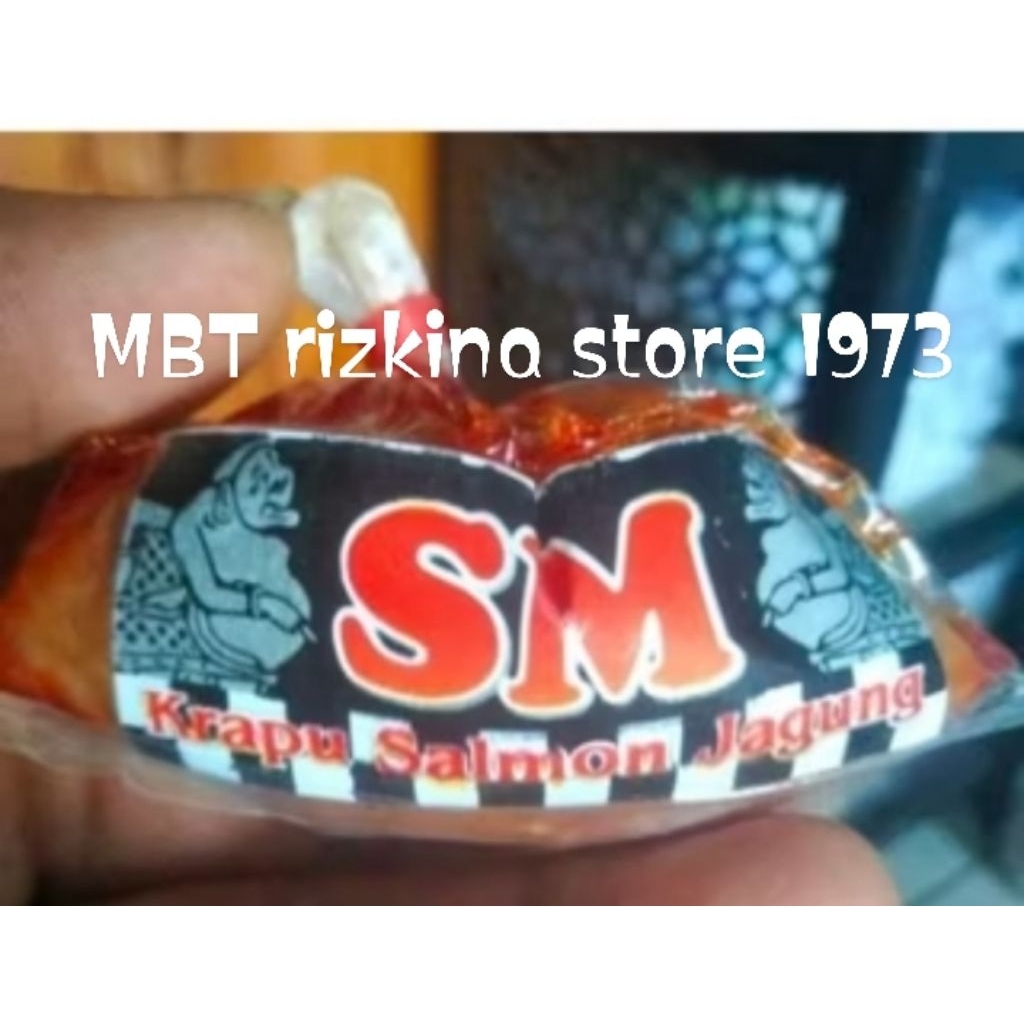 MBT rizkina store 1973
SM
Krapu Salmon Jagung